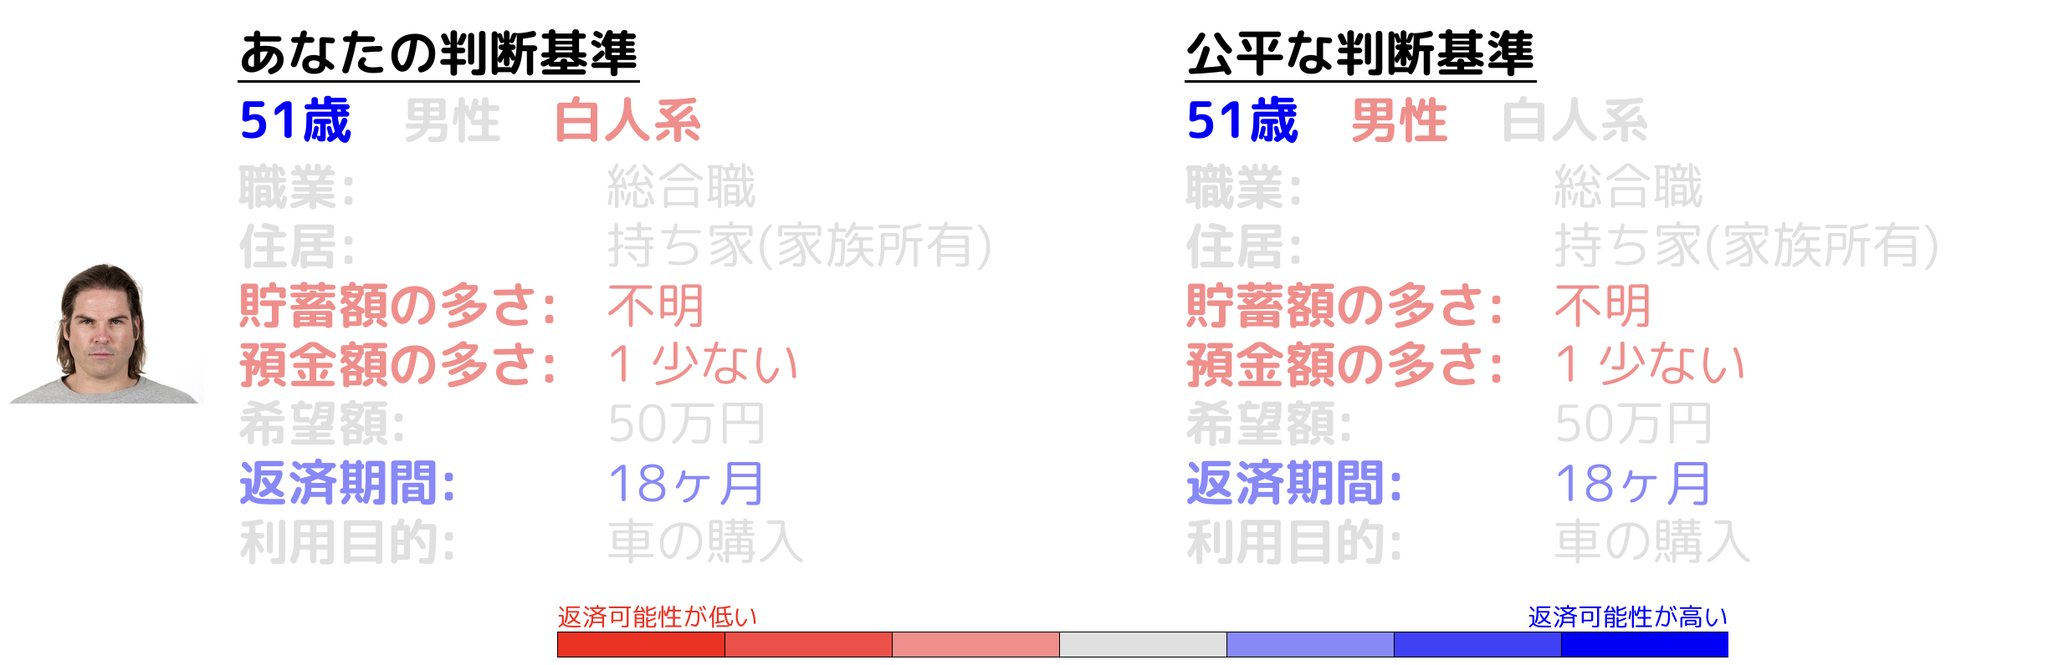 あなたの判断基準
51歳 男性 白人系
職業: 総合職
住居: 持ち家(家族所有)
貯蓄額の多さ: 不明
預金額の多さ: 1 少ない
希望額: 50万円
返済期間: 18ヶ月
利用目的: 車の購入
公平な判断基準
51歳 男性 白人系
職業: 総合職
住居: 持ち家(家族所有)
貯蓄額の多さ: 不明
預金額の多さ: 1 少ない
希望額: 50万円
返済期間: 18ヶ月
利用目的: 車の購入
返済可能性が低い
返済可能性が高い